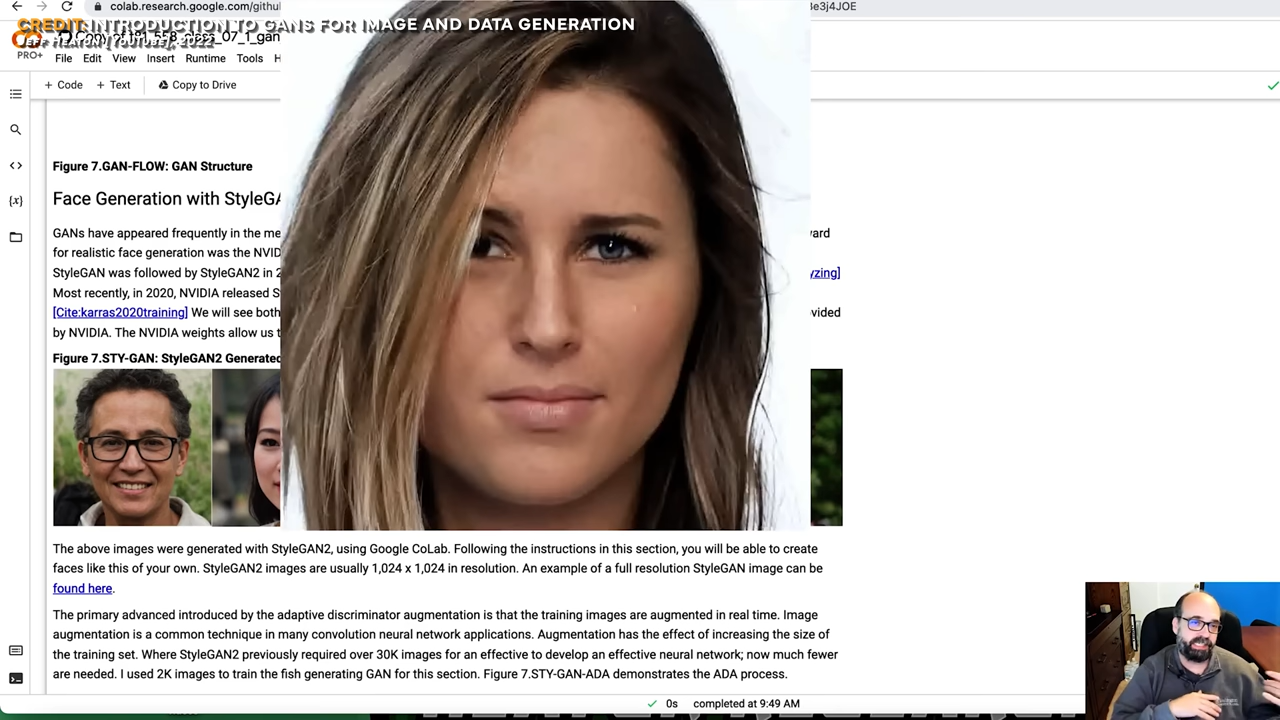 colab.research.google.com/githu
3e3j4JOE
CREDIT: INTRODUCTION TO GANS FOR IMAGE AND DATA GENERATION
JEFF HEATON (YOUTUBE), 2022
PRO+
File Edit View Insert Runtime Tools H
+ Code + Text Copy to Drive
Figure 7.GAN-FLOW: GAN Structure
Face Generation with StyleGA
GANs have appeared frequently in the me
for realistic face generation was the NVID
StyleGAN was followed by StyleGAN2 in 2 yzing]
Most recently, in 2020, NVIDIA released S
[Cite:karras2020training] We will see both vided
by NVIDIA. The NVIDIA weights allow us t
Figure 7.STY-GAN: StyleGAN2 Generated
The above images were generated with StyleGAN2, using Google CoLab. Following the instructions in this section, you will be able to create
faces like this of your own. StyleGAN2 images are usually 1,024 x 1,024 in resolution. An example of a full resolution StyleGAN image can be
found here.
The primary advanced introduced by the adaptive discriminator augmentation is that the training images are augmented in real time. Image
augmentation is a common technique in many convolution neural network applications. Augmentation has the effect of increasing the size of
the training set. Where StyleGAN2 previously required over 30K images for an effective to develop an effective neural network; now much fewer
are needed. I used 2K images to train the fish generating GAN for this section. Figure 7.STY-GAN-ADA demonstrates the ADA process.
0s completed at 9:49 AM